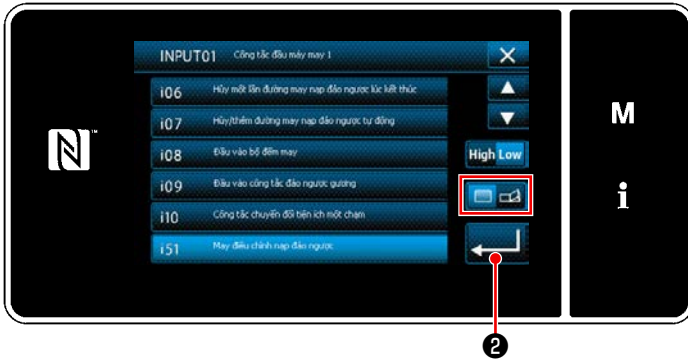 INPUT01 Công tắc đầu máy may 1
i06 Hủy một lần đường may nạp đảo ngược lúc kết thúc
i07 Hủy/thêm đường may nạp đảo ngược tự động
i08 Đầu vào bộ đếm may
High Low
i09 Đầu vào công tắc đảo ngược gương
i10 Công tắc chuyển đổi tiện ích một chạm
i51 May điều chỉnh nạp đảo ngược
M
i
❷